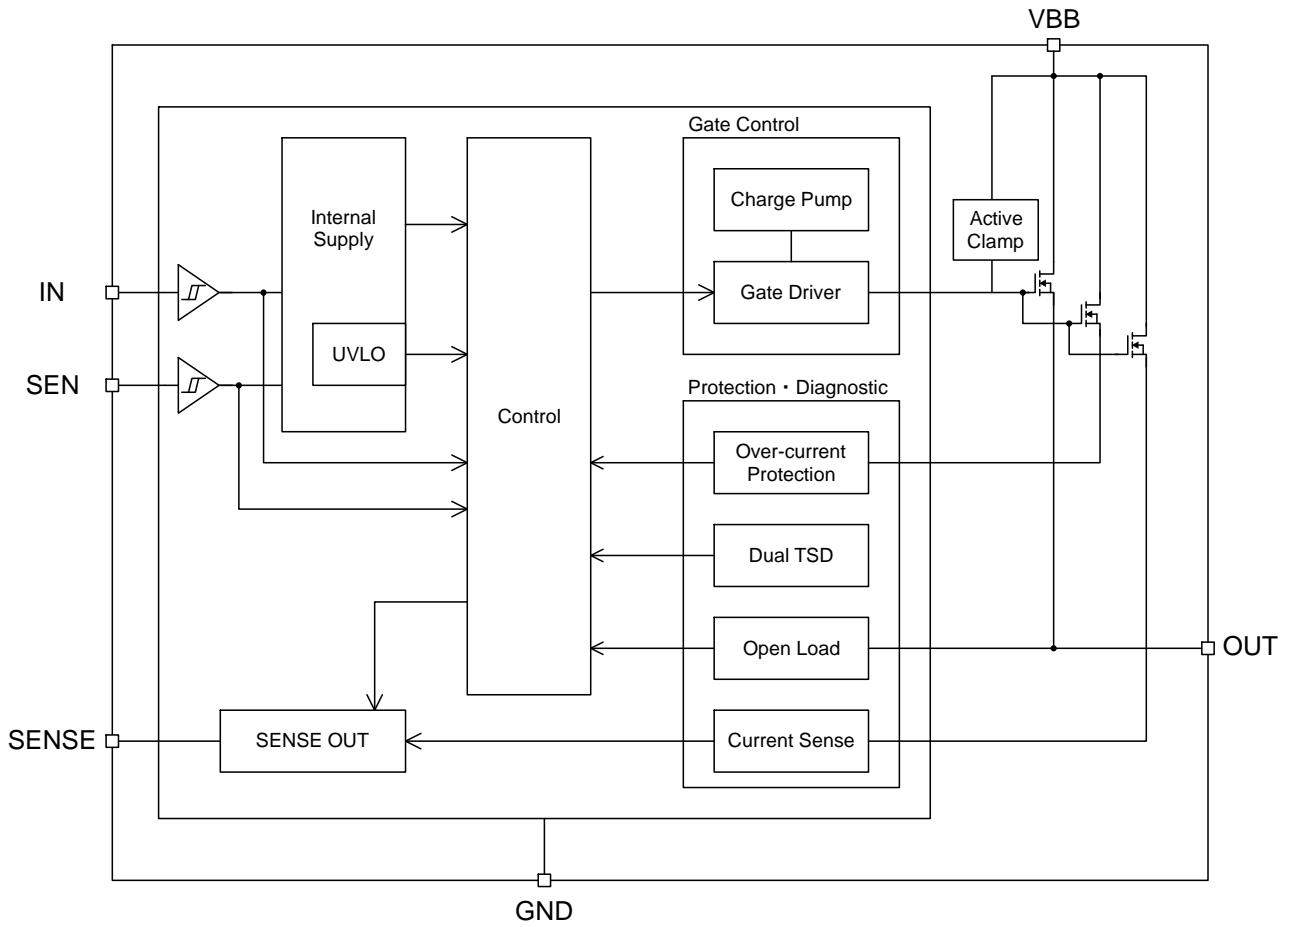 VBB
Gate Control
Charge Pump
Internal
Supply
Active
Clamp
IN
Gate Driver
UVLO
SEN
Protection・Diagnostic
Control
Over-current
Protection
Dual TSD
Open Load
OUT
SENSE
SENSE OUT
Current Sense
GND